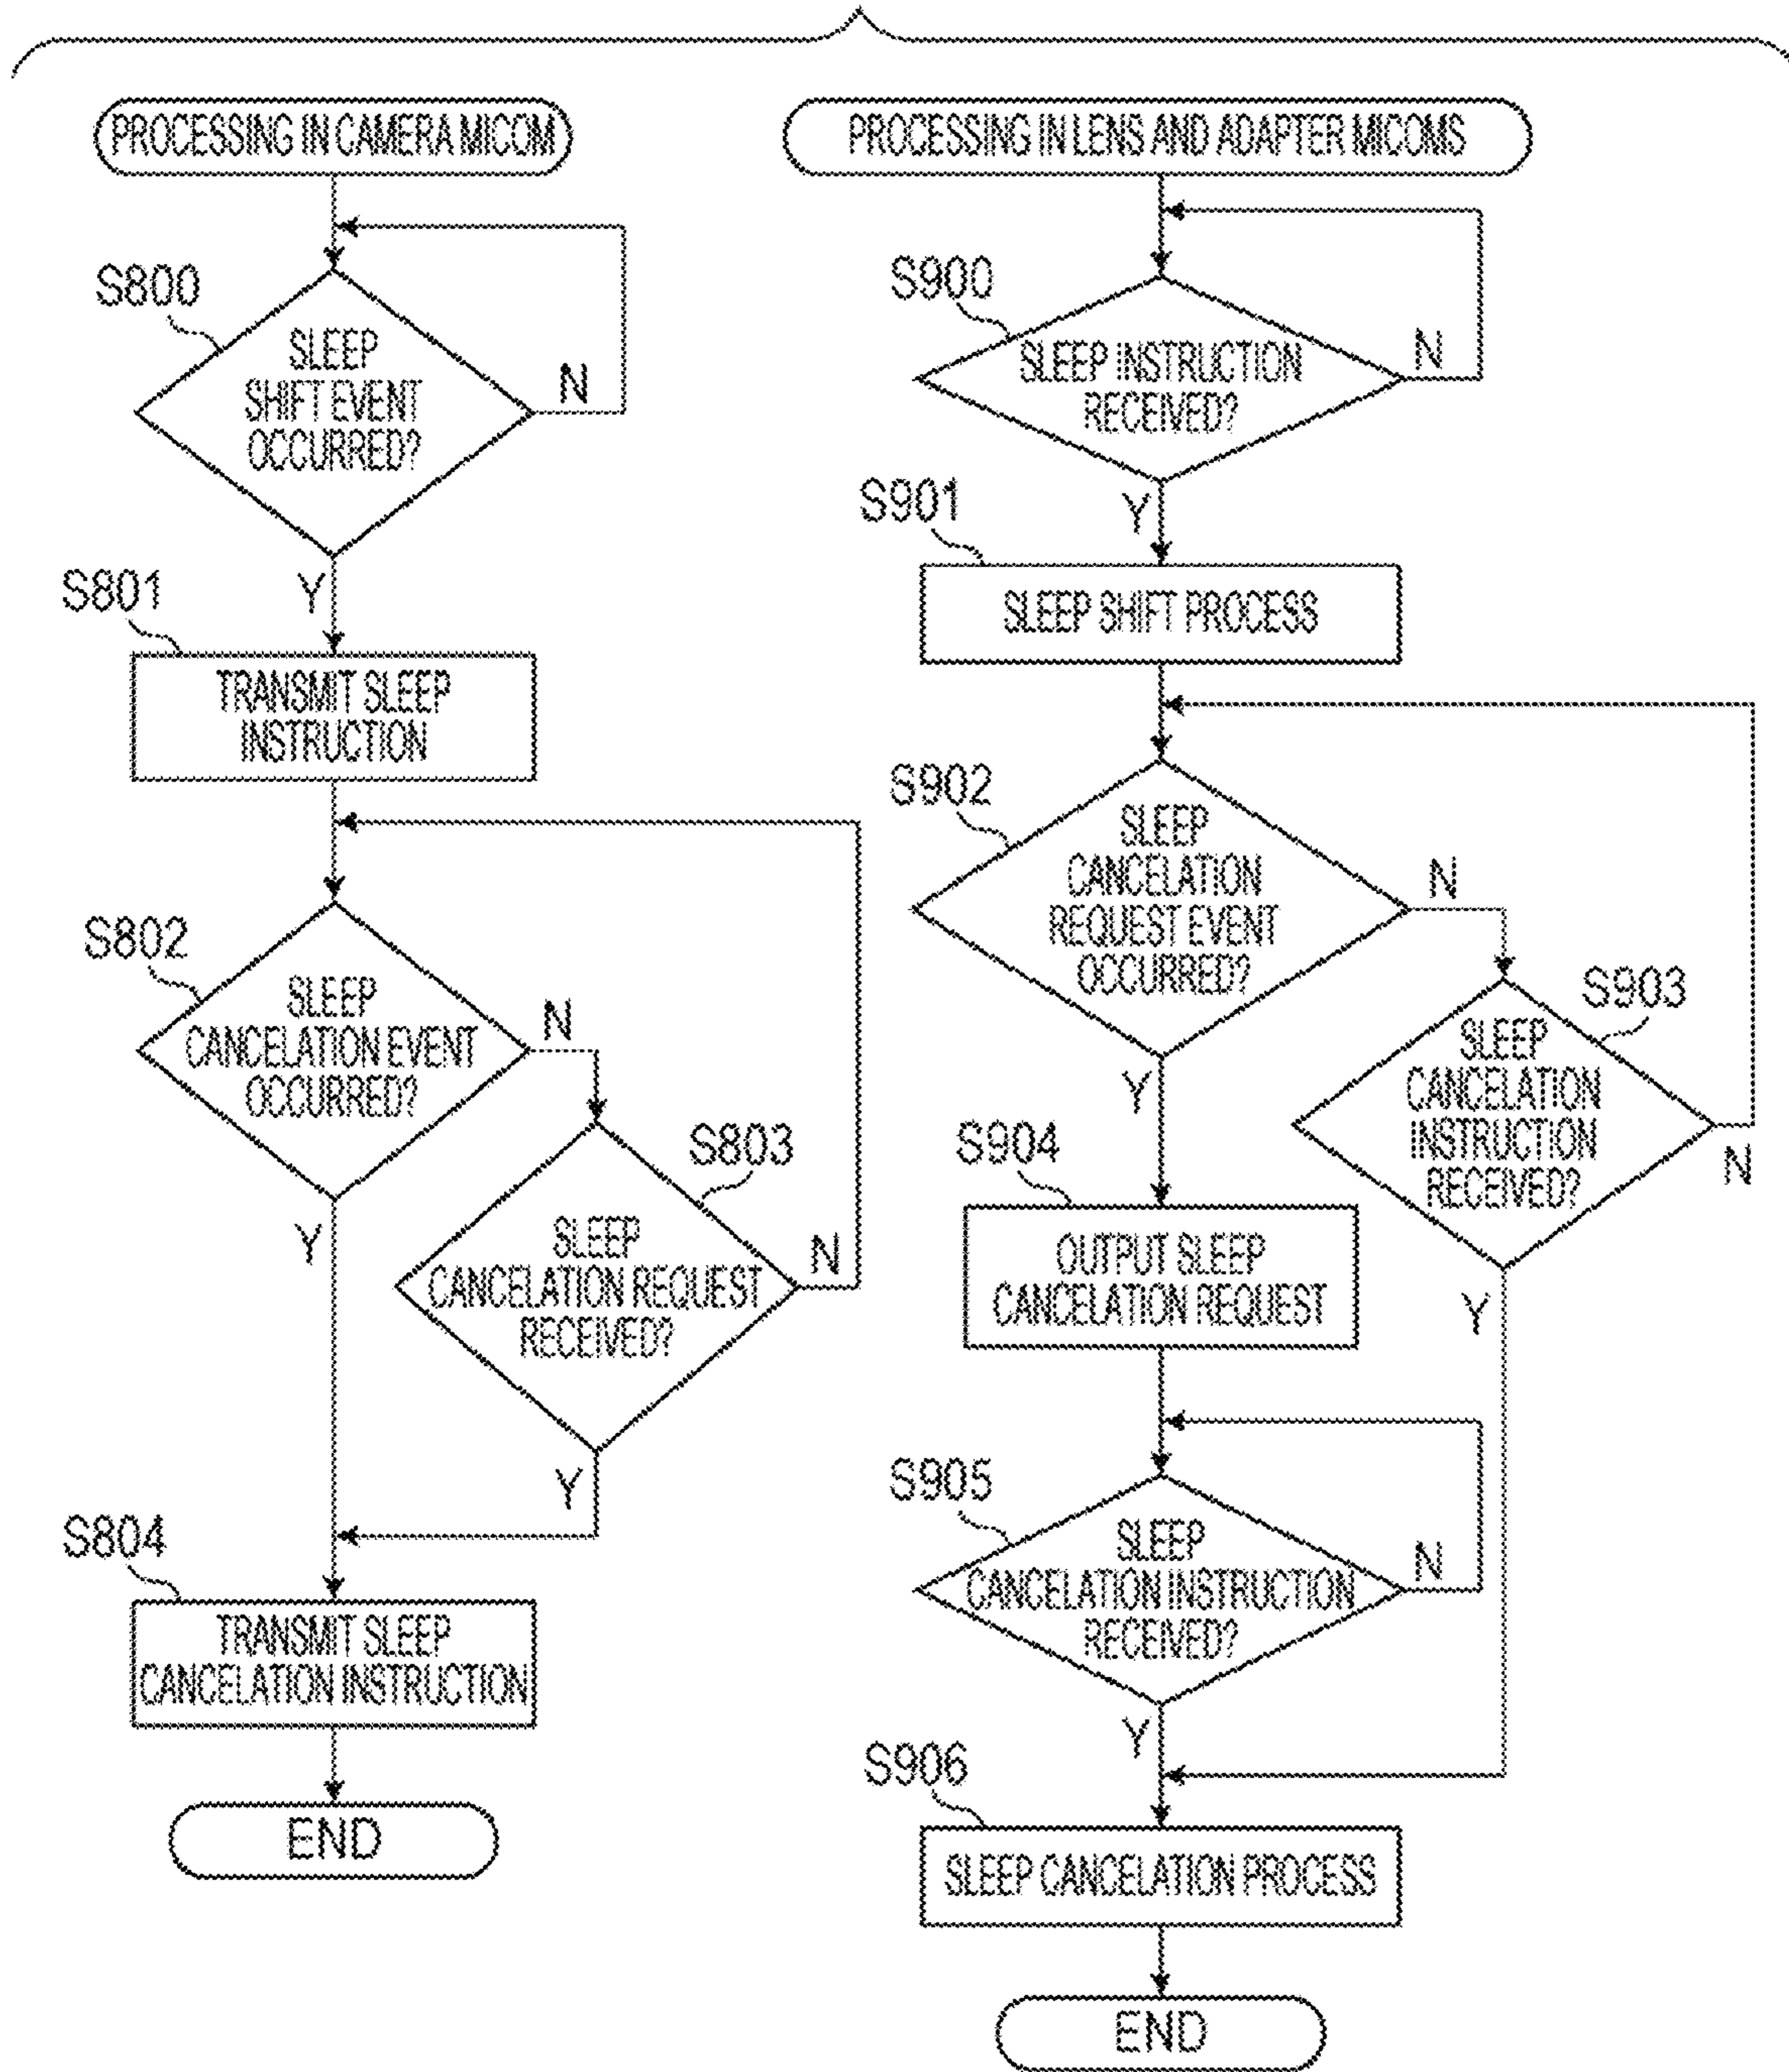 PROCESSING IN CAMERA MICOM
S800
SLEEP
SHIFT EVENT
OCCURRED?
N
Y
S801
TRANSMIT SLEEP
INSTRUCTION
S802
SLEEP
CANCELATION EVENT
OCCURRED?
N
Y
S803
SLEEP
CANCELATION REQUEST
RECEIVED?
N
Y
S804
TRANSMIT SLEEP
CANCELATION INSTRUCTION
END
PROCESSING IN LENS AND ADAPTER MICOMS
S900
SLEEP INSTRUCTION
RECEIVED?
N
Y
S901
SLEEP SHIFT PROCESS
S902
SLEEP
CANCELATION
REQUEST EVENT
OCCURRED?
N
Y
S903
SLEEP
CANCELATION
INSTRUCTION
RECEIVED?
N
Y
S904
OUTPUT SLEEP
CANCELATION REQUEST
S905
SLEEP
CANCELATION INSTRUCTION
RECEIVED?
N
Y
S906
SLEEP CANCELATION PROCESS
END